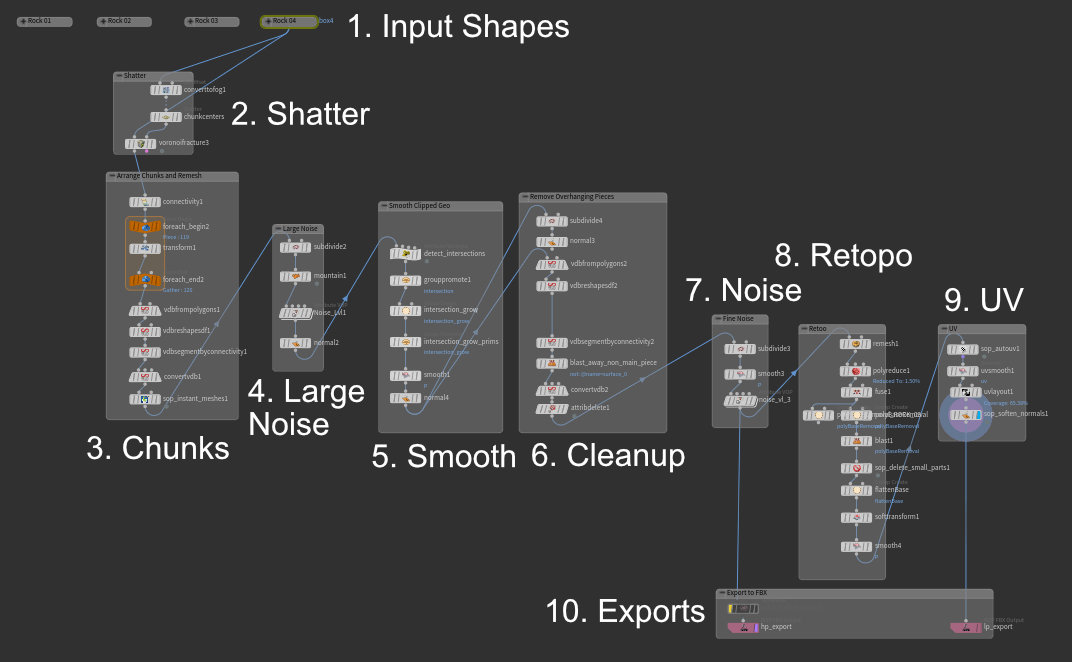 Rock 01
Rock 02
Rock 03
Rock 04
box4
1. Input Shapes
Shatter
converttofog1
chunkcenters
voronoifracture3
2. Shatter
Arrange Chunks and Remesh
connectivity1
foreach_begin2
Piece : 119
transform1
foreach_end2
Gather : 120
vdbfrompolygons1
vdbreshapesdf1
vdbsegmentbyconnectivity1
convertvdb1
sop_instant_meshes1
3. Chunks
Large Noise
subdivide2
mountain1
Noise_Lvl1
normal2
4. Large
Noise
Smooth Clipped Geo
detect_intersections
grouppromote1
intersection
intersection_grow
intersection_grow
intersection_grow_prims
intersection_grow
smooth1
p
normal4
5. Smooth
Remove Overhanging Pieces
subdivide4
normal3
vdbfrompolygons2
vdbreshapesdf2
vdbsegmentbyconnectivity2
blast_away_non_main_piece
convertvdb2
attribdelete1
6. Cleanup
7. Noise
Fine Noise
subdivide3
smooth3
p
noise_vl_3
8. Retopo
Retoo
remesh1
polyreduce1
Reduced To: 1.50%
fuse1
polyBaseRemoval
polyBaseRemoval
blast1
polyBaseRemoval
sop_delete_small_parts1
flattenBase
flattenBase
softtransform1
smooth4
p
9. UV
UV
sop_autouv1
uvsmooth1
uv
uvlayout1
sop_soften_normals1
10. Exports
Export to FBX
hp_export
lp_export